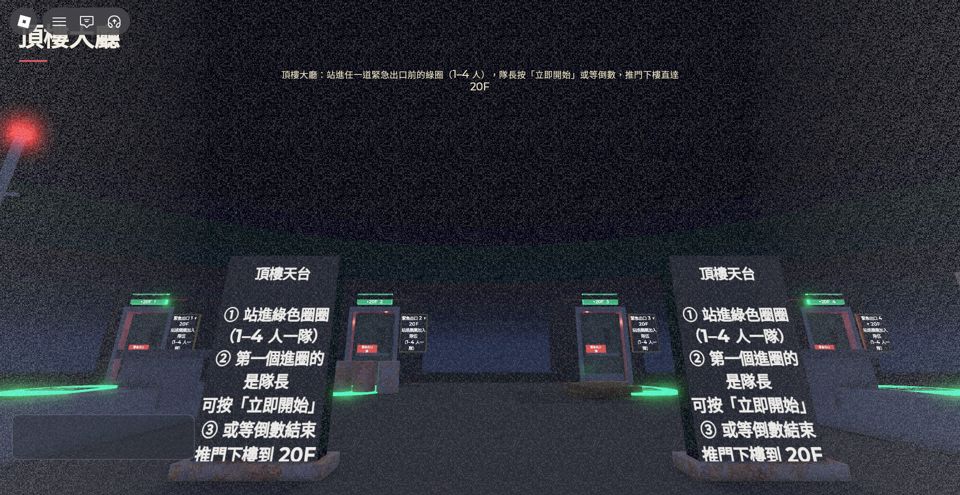 頂樓大廳
頂樓大廳：站進任一道緊急出口前的綠圈（1–4 人），隊長按「立即開始」或等倒數，推門下樓直達
20F
頂樓天台
① 站進綠色圈圈
（1–4 人一隊）
② 第一個進圈的
是隊長
可按「立即開始」
③ 或等倒數結束
推門下樓到 20F
頂樓天台
① 站進綠色圈圈
（1–4 人一隊）
② 第一個進圈的
是隊長
可按「立即開始」
③ 或等倒數結束
推門下樓到 20F